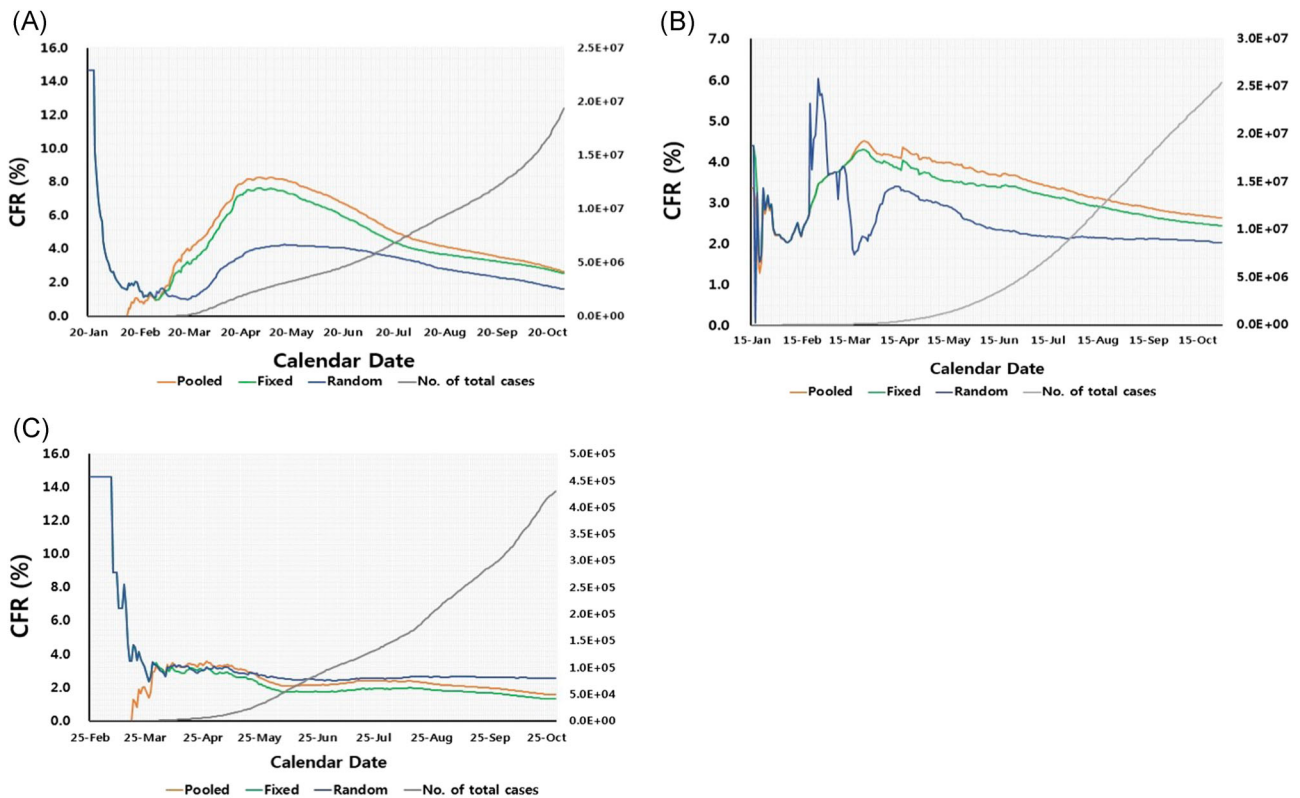 (A)
16.0
14.0
12.0
10.0
8.0
6.0
4.0
2.0
0.0
CFR (%)
2.5E+07
2.0E+07
1.5E+07
1.0E+07
5.0E+06
0.0E+00
20-Jan 20-Feb 20-Mar 20-Apr 20-May 20-Jun 20-Jul 20-Aug 20-Sep 20-Oct
Calendar Date
Pooled Fixed Random No. of total cases
(B)
7.0
6.0
5.0
4.0
3.0
2.0
1.0
0.0
CFR (%)
3.0E+07
2.5E+07
2.0E+07
1.5E+07
1.0E+07
5.0E+06
0.0E+00
15-Jan 15-Feb 15-Mar 15-Apr 15-May 15-Jun 15-Jul 15-Aug 15-Sep 15-Oct
Calendar Date
Pooled Fixed Random No. of total cases
(C)
16.0
14.0
12.0
10.0
8.0
6.0
4.0
2.0
0.0
CFR (%)
5.0E+05
4.5E+05
4.0E+05
3.5E+05
3.0E+05
2.5E+05
2.0E+05
1.5E+05
1.0E+05
5.0E+04
0.0E+00
25-Feb 25-Mar 25-Apr 25-May 25-Jun 25-Jul 25-Aug 25-Sep 25-Oct
Calendar Date
Pooled Fixed Random No. of total cases